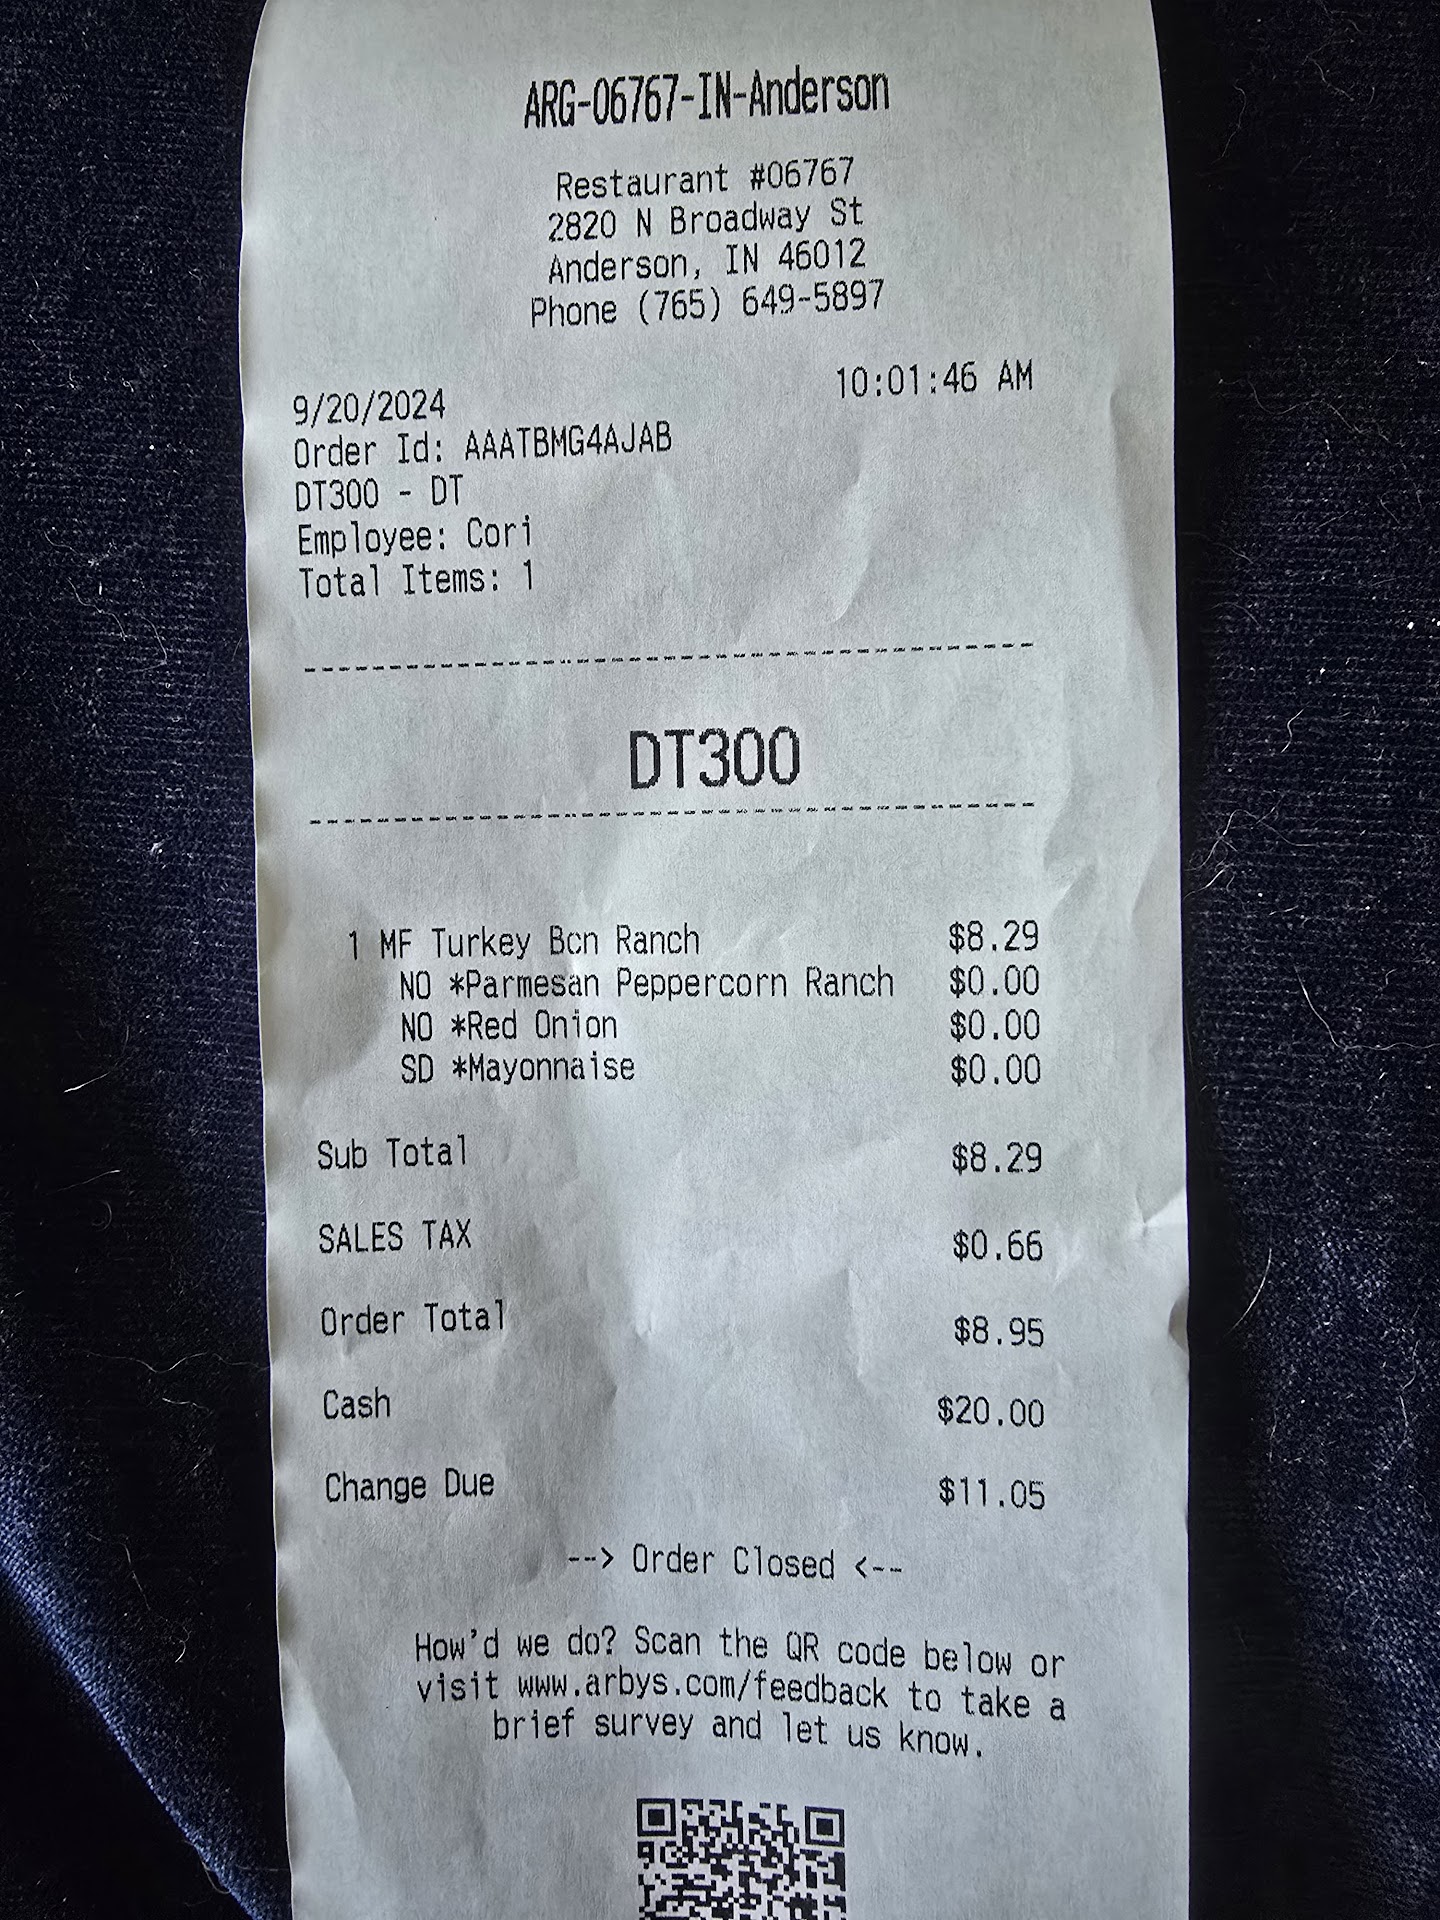 ARG-06767-IN-Anderson
Restaurant #06767
2820 N Broadway St
Anderson, IN 46012
Phone (765) 649-5897
9/20/2024 10:01:46 AM
Order Id: AAATBMG4AJAB
DT300 - DT
Employee: Cori
Total Items: 1
DT300
1 MF Turkey Bcn Ranch $8.29
NO *Parmesan Peppercorn Ranch $0.00
NO *Red Onion $0.00
SD *Mayonnaise $0.00
Sub Total $8.29
SALES TAX $0.66
Order Total $8.95
Cash $20.00
Change Due $11.05
--> Order Closed <--
How'd we do? Scan the QR code below or
visit www.arbys.com/feedback to take a
brief survey and let us know.